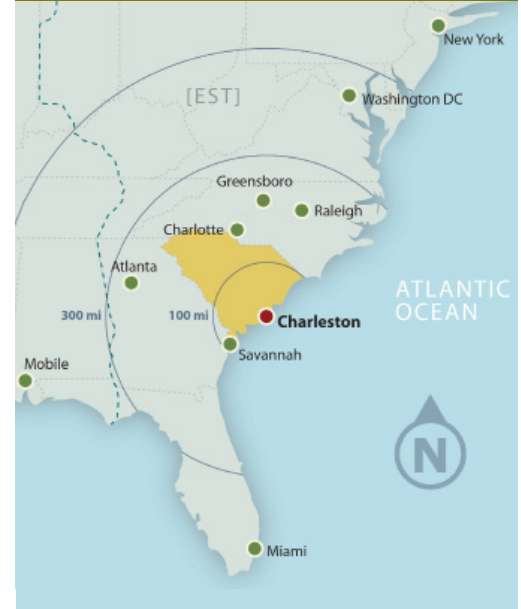 New York
[EST]
Washington DC
Greensboro
Raleigh
Charlotte
Atlanta
ATLANTIC
OCEAN
300 mi
100 mi
Charleston
Savannah
Mobile
N
Miami